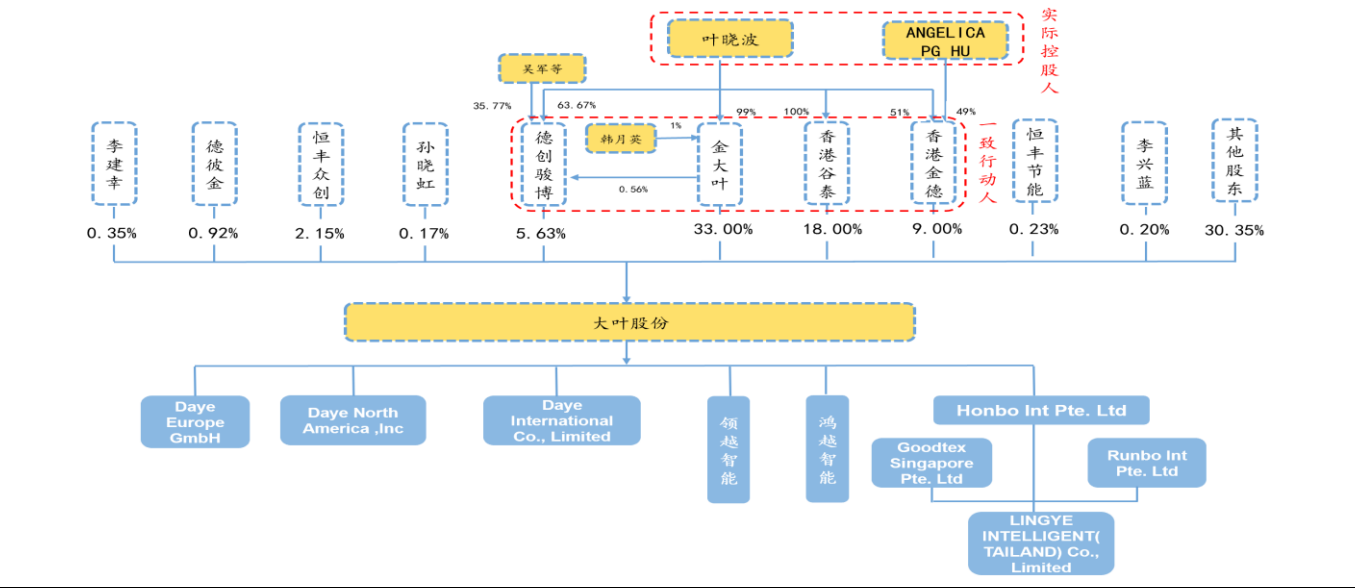 叶晓波
ANGELICA
PG HU
实际控股人
吴军等
35.77%
63.67%
99%
100%
51%
49%
李建幸
德彼金
恒丰众创
孙晓虹
德创骏博
韩月英
1%
0.56%
金大叶
香港谷泰
香港金德
一致行动人
恒丰节能
李兴蓝
其他股东
0.35%
0.92%
2.15%
0.17%
5.63%
33.00%
18.00%
9.00%
0.23%
0.20%
30.35%
大叶股份
Daye
Europe
GmbH
Daye North
America ,Inc
Daye
International
Co., Limited
领越智能
鸿越智能
Honbo Int Pte. Ltd
Goodtex
Singapore
Pte. Ltd
Runbo Int
Pte. Ltd
LINGYE
INTELLIGENT(
TAILAND) Co.,
Limited